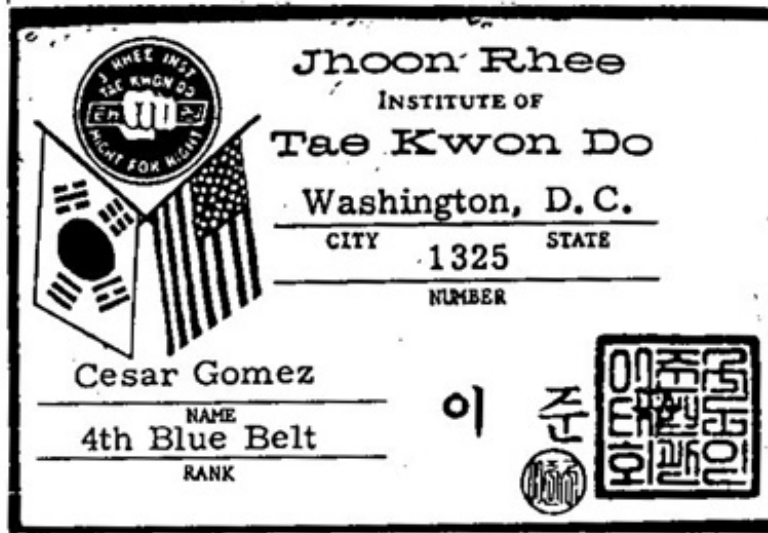 J RHEE INST
TAE KWON DO
MIGHT FOR RIGHT
Jhoon Rhee
INSTITUTE OF
Tae Kwon Do
Washington, D.C.
CITY STATE
1325
NUMBER
Cesar Gomez
NAME
4th Blue Belt
RANK
이 준